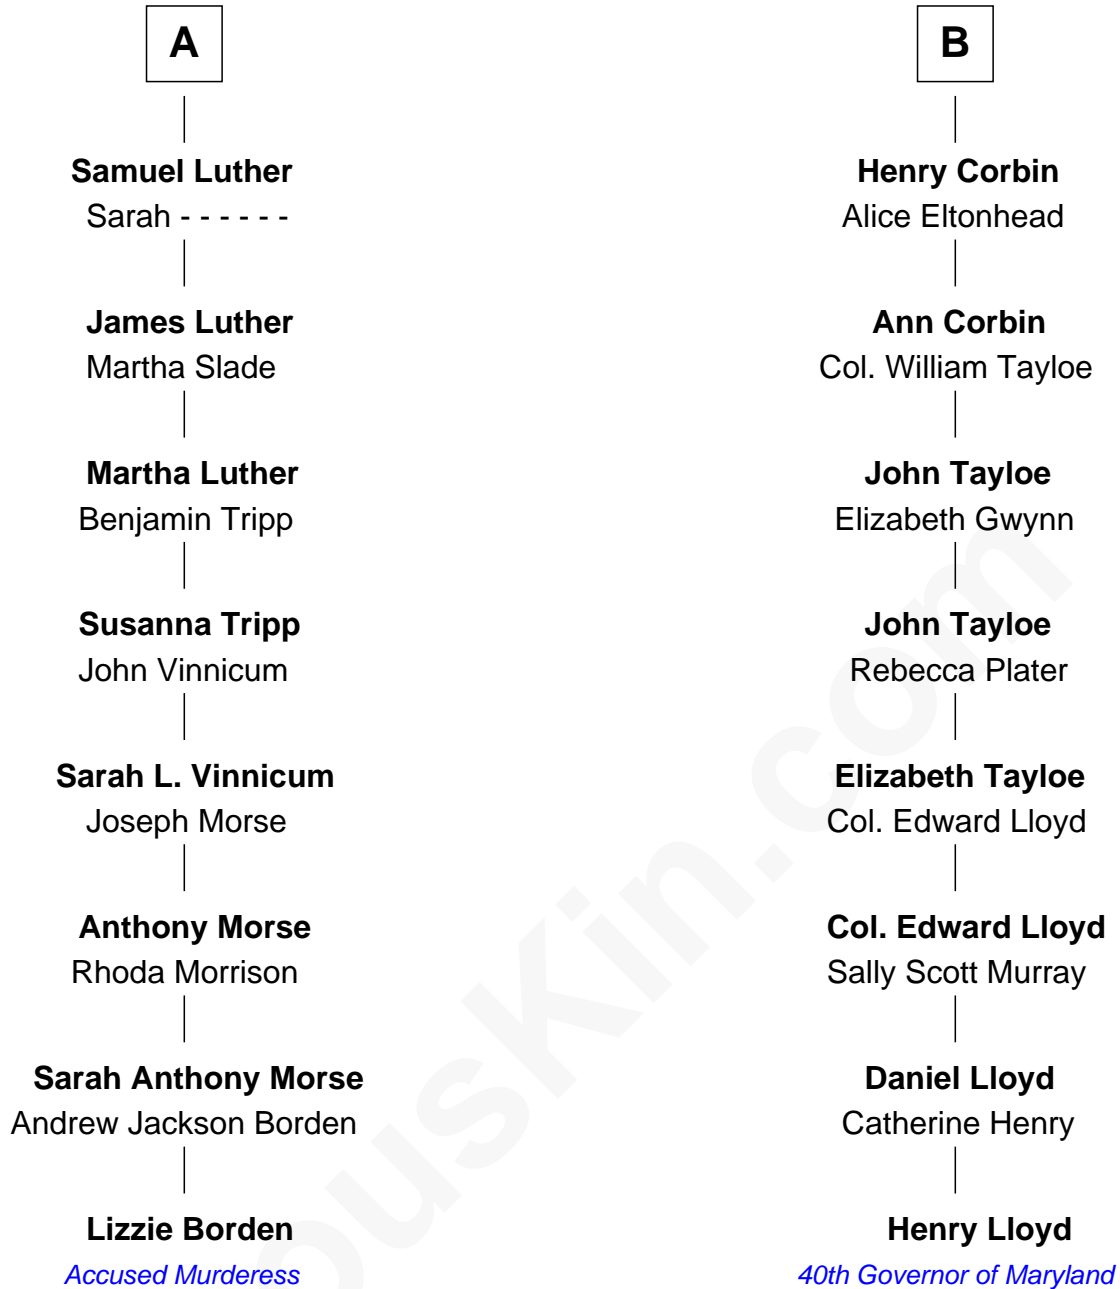 A
Samuel Luther
Sarah - - - - - -
James Luther
Martha Slade
Martha Luther
Benjamin Tripp
Susanna Tripp
John Vinnicum
Sarah L. Vinnicum
Joseph Morse
Anthony Morse
Rhoda Morrison
Sarah Anthony Morse
Andrew Jackson Borden
Lizzie Borden
Accused Murderess
B
Henry Corbin
Alice Eltonhead
Ann Corbin
Col. William Tayloe
John Tayloe
Elizabeth Gwynn
John Tayloe
Rebecca Plater
Elizabeth Tayloe
Col. Edward Lloyd
Col. Edward Lloyd
Sally Scott Murray
Daniel Lloyd
Catherine Henry
Henry Lloyd
40th Governor of Maryland
ousKin.com